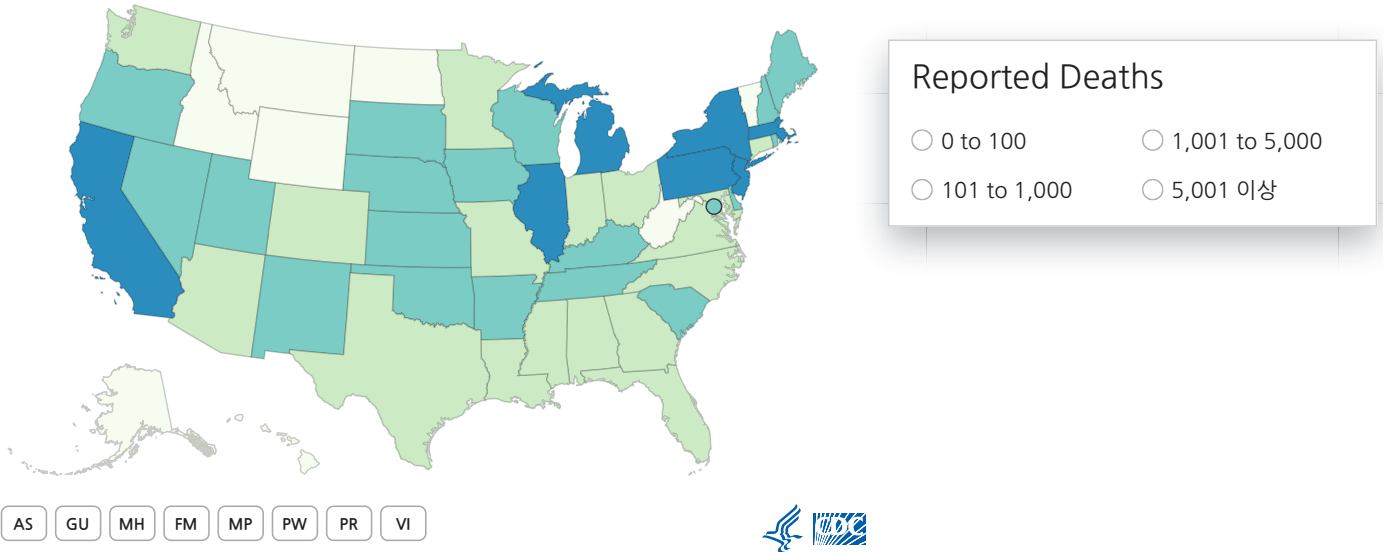 Reported Deaths
0 to 100
1,001 to 5,000
101 to 1,000
5,001 이상
AS GU MH FM MP PW PR VI
CDC